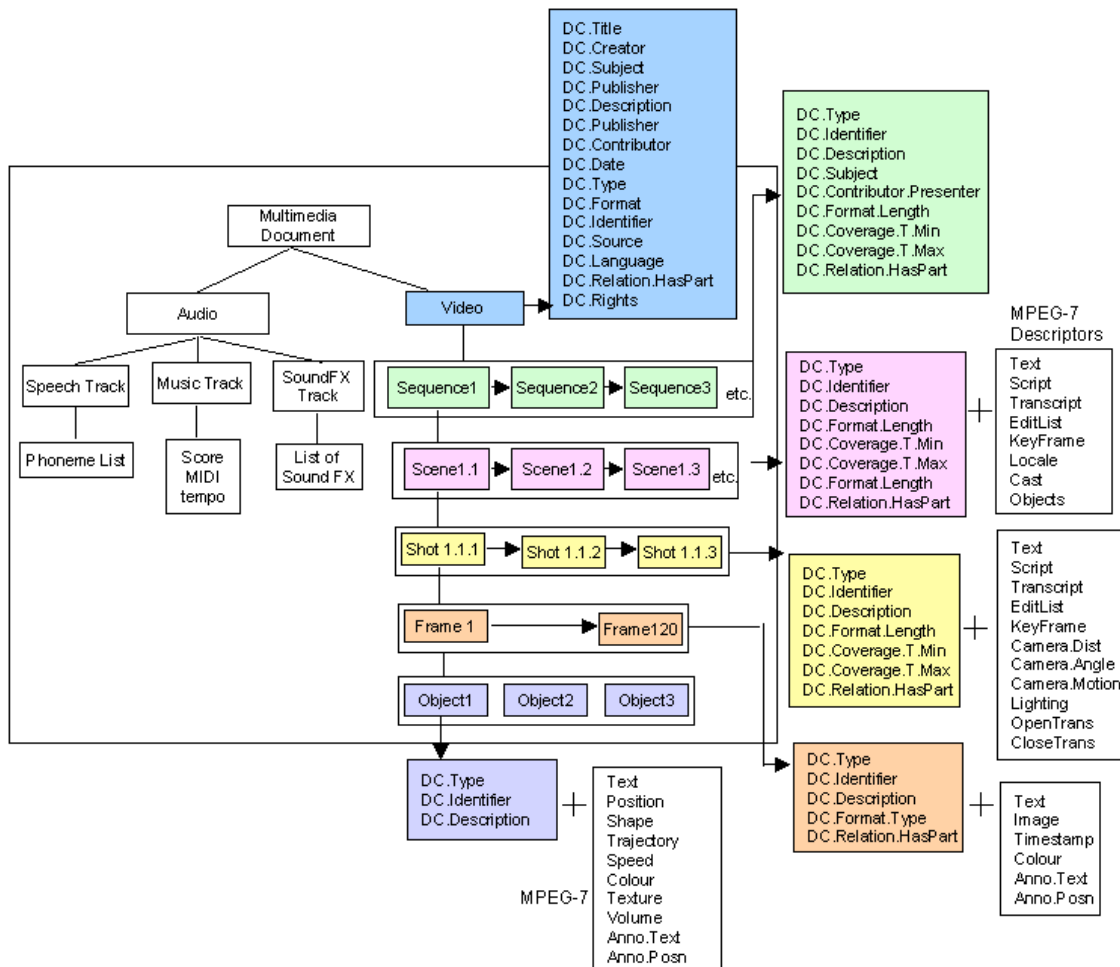 DC.Title
DC.Creator
DC.Subject
DC.Publisher
DC.Description
DC.Publisher
DC.Contributor
DC.Date
DC.Type
DC.Format
DC.Identifier
DC.Source
DC.Language
DC.Relation.HasPart
DC.Rights
DC.Type
DC.Identifier
DC.Description
DC.Subject
DC.Contributor.Presenter
DC.Format.Length
DC.Coverage.T.Min
DC.Coverage.T.Max
DC.Relation.HasPart
Multimedia
Document
Audio
Video
Speech Track
Music Track
SoundFX
Track
Phoneme List
Score
MIDI
tempo
List of
Sound FX
Sequence1
Sequence2
Sequence3
etc.
Scene1.1
Scene1.2
Scene1.3
etc.
Shot 1.1.1
Shot 1.1.2
Shot 1.1.3
Frame 1
Frame120
Object1
Object2
Object3
MPEG-7
Descriptors
DC.Type
DC.Identifier
DC.Description
DC.Format.Length
DC.Coverage.T.Min
DC.Coverage.T.Max
DC.Format.Length
DC.Relation.HasPart
Text
Script
Transcript
EditList
KeyFrame
Locale
Cast
Objects
DC.Type
DC.Identifier
DC.Description
DC.Format.Length
DC.Coverage.T.Min
DC.Coverage.T.Max
DC.Relation.HasPart
Text
Script
Transcript
EditList
KeyFrame
Camera.Dist
Camera.Angle
Camera.Motion
Lighting
OpenTrans
CloseTrans
DC.Type
DC.Identifier
DC.Description
DC.Format.Type
DC.Relation.HasPart
Text
Image
Timestamp
Colour
Anno.Text
Anno.Posn
DC.Type
DC.Identifier
DC.Description
MPEG-7
Text
Position
Shape
Trajectory
Speed
Colour
Texture
Volume
Anno.Text
Anno.Posn